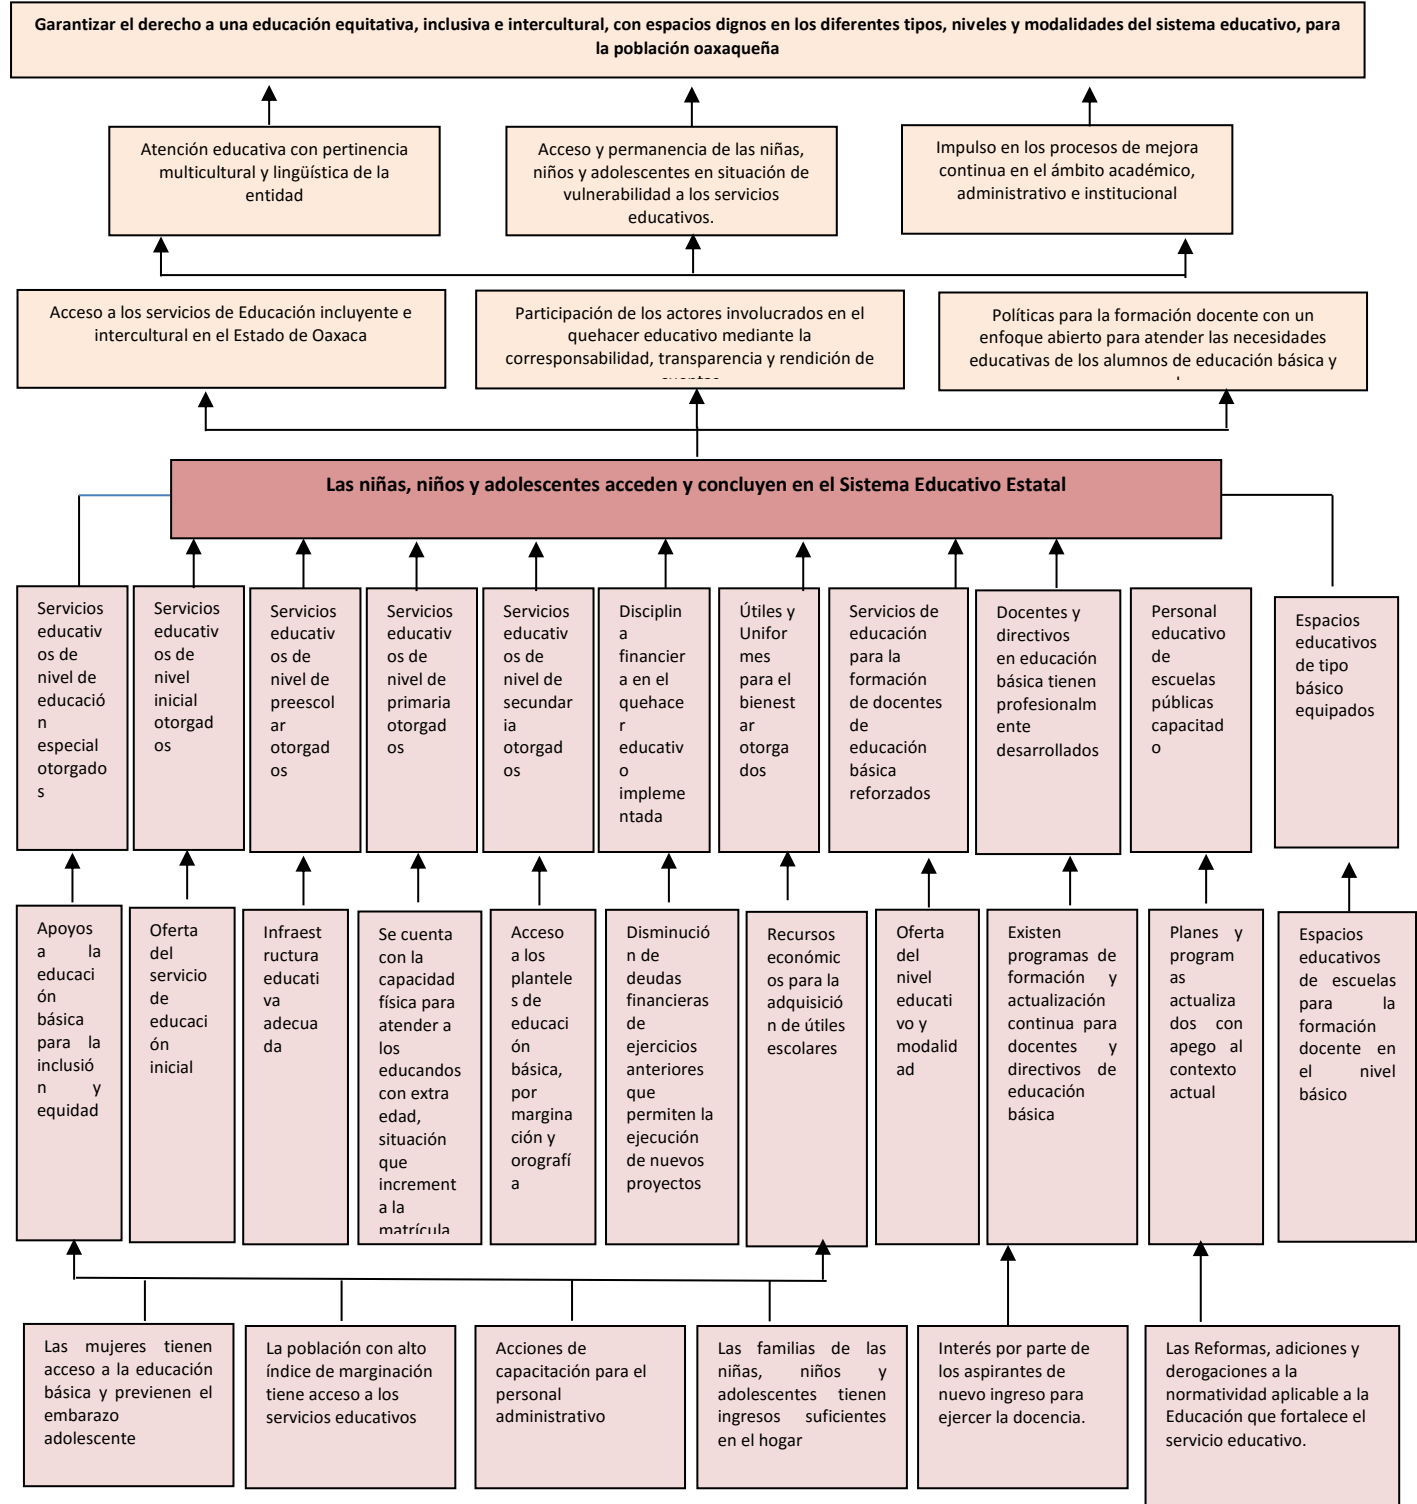 Garantizar el derecho a una educación equitativa, inclusiva e intercultural, con espacios dignos en los diferentes tipos, niveles y modalidades del sistema educativo, para
la población oaxaqueña
Atención educativa con pertinencia
multicultural y lingüística de la
entidad
Acceso y permanencia de las niñas,
niños y adolescentes en situación de
vulnerabilidad a los servicios
educativos.
Impulso en los procesos de mejora
continua en el ámbito académico,
administrativo e institucional
Acceso a los servicios de Educación incluyente e
intercultural en el Estado de Oaxaca
Participación de los actores involucrados en el
quehacer educativo mediante la
corresponsabilidad, transparencia y rendición de
Políticas para la formación docente con un
enfoque abierto para atender las necesidades
educativas de los alumnos de educación básica y
Las niñas, niños y adolescentes acceden y concluyen en el Sistema Educativo Estatal
Servicios
educativ
os de
nivel de
educació
n
especial
otorgado
s
Servicios
educativ
os de
nivel
inicial
otorgad
os
Servicios
educativ
os de
nivel de
preescol
ar
otorgad
os
Servicios
educativ
os de
nivel de
primaria
otorgad
os
Servicios
educativ
os de
nivel de
secundar
ia
otorgad
os
Disciplin
a
financier
a en el
quehace
r
educativ
o
impleme
ntada
Útiles y
Unifor
mes
para el
bienest
ar
otorga
dos
Servicios de
educación
para la
formación
de docentes
de
educación
básica
reforzados
Docentes y
directivos
en educación
básica tienen
profesionalm
ente
desarrollados
Personal
educativo
de
escuelas
públicas
capacitad
o
Espacios
educativos
de tipo
básico
equipados
Apoyos
a la
educaci
ón
básica
para la
inclusió
n y
equidad
Oferta
del
servicio
de
educaci
ón
inicial
Infraest
ructura
educati
va
adecua
da
Se cuenta
con la
capacidad
física para
atender a
los
educandos
con extra
edad,
situación
que
increment
a la
matrícula
Acceso
a los
plantele
s de
educaci
ón
básica,
por
margina
ción y
orografí
a
Disminució
n de
deudas
financieras
de
ejercicios
anteriores
que
permiten la
ejecución
de nuevos
proyectos
Recursos
económic
os para la
adquisició
n de útiles
escolares
Oferta
del
nivel
educati
vo y
modalid
ad
Existen
programas de
formación y
actualización
continua para
docentes y
directivos de
educación
básica
Planes y
program
as
actualiza
dos con
apego al
contexto
actual
Espacios
educativos
de escuelas
para la
formación
docente en
el nivel
básico
Las mujeres tienen
acceso a la educación
básica y previenen el
embarazo
adolescente
La población con alto
índice de marginación
tiene acceso a los
servicios educativos
Acciones de
capacitación para el
personal
administrativo
Las familias de las
niñas, niños y
adolescentes tienen
ingresos suficientes
en el hogar
Interés por parte de
los aspirantes de
nuevo ingreso para
ejercer la docencia.
Las Reformas, adiciones y
derogaciones a la
normatividad aplicable a la
Educación que fortalece el
servicio educativo.